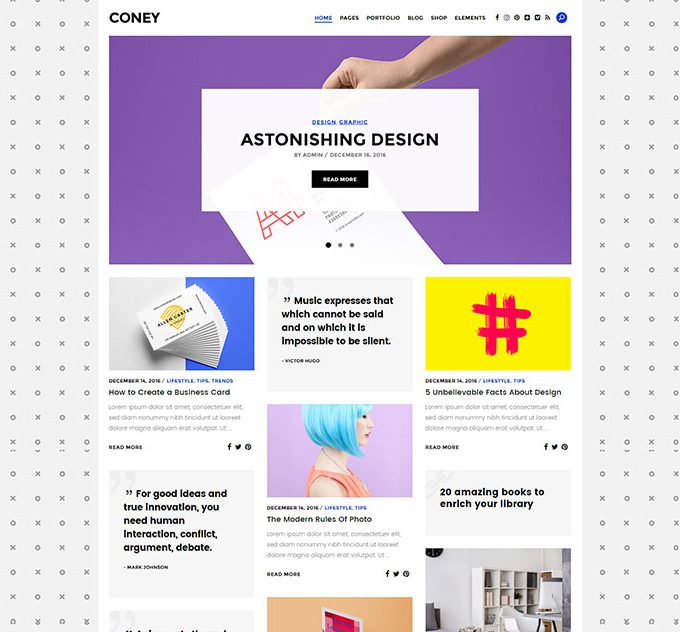 CONEY
HOME PAGES PORTFOLIO BLOG SHOP ELEMENTS
DESIGN GRAPHIC
ASTONISHING DESIGN
BY ADMIN / DECEMBER 16, 2016
READ MORE
ALLEN CARTER
DECEMBER 14, 2016 / LIFESTYLE, TIPS, TRENDS
How to Create a Business Card
Lorem ipsum dolor sit amet, consectetuer elit,
sed diam nonummy nibh tincidunt ut laoreet
dolore magna aliquam erat volutpat. Ut ...
READ MORE
” For good ideas and
true innovation, you
need human
interaction, conflict,
argument, debate.
- MARK JOHNSON
” Music expresses that
which cannot be said
and on which it is
impossible to be silent.
- VICTOR HUGO
DECEMBER 14, 2016 / LIFESTYLE, TIPS
The Modern Rules Of Photo
Lorem ipsum dolor sit amet, consectetuer elit,
sed diam nonummy nibh tincidunt ut laoreet
dolore magna aliquam erat volutpat. Ut ...
READ MORE
#
DECEMBER 14, 2016 / LIFESTYLE, TIPS
5 Unbelievable Facts About Design
Lorem ipsum dolor sit amet, consectetuer elit,
sed diam nonummy nibh tincidunt ut laoreet
dolore magna aliquam erat volutpat. Ut ...
READ MORE
20 amazing books to
enrich your library